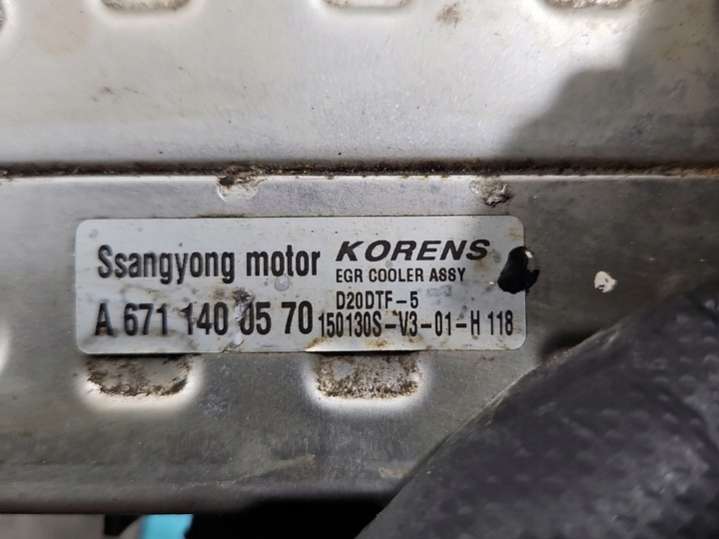 Ssangyong motor KORENS
EGR COOLER ASSY
D20DTF-5
A 671 140 05 70 150130S-V3-01-H 118